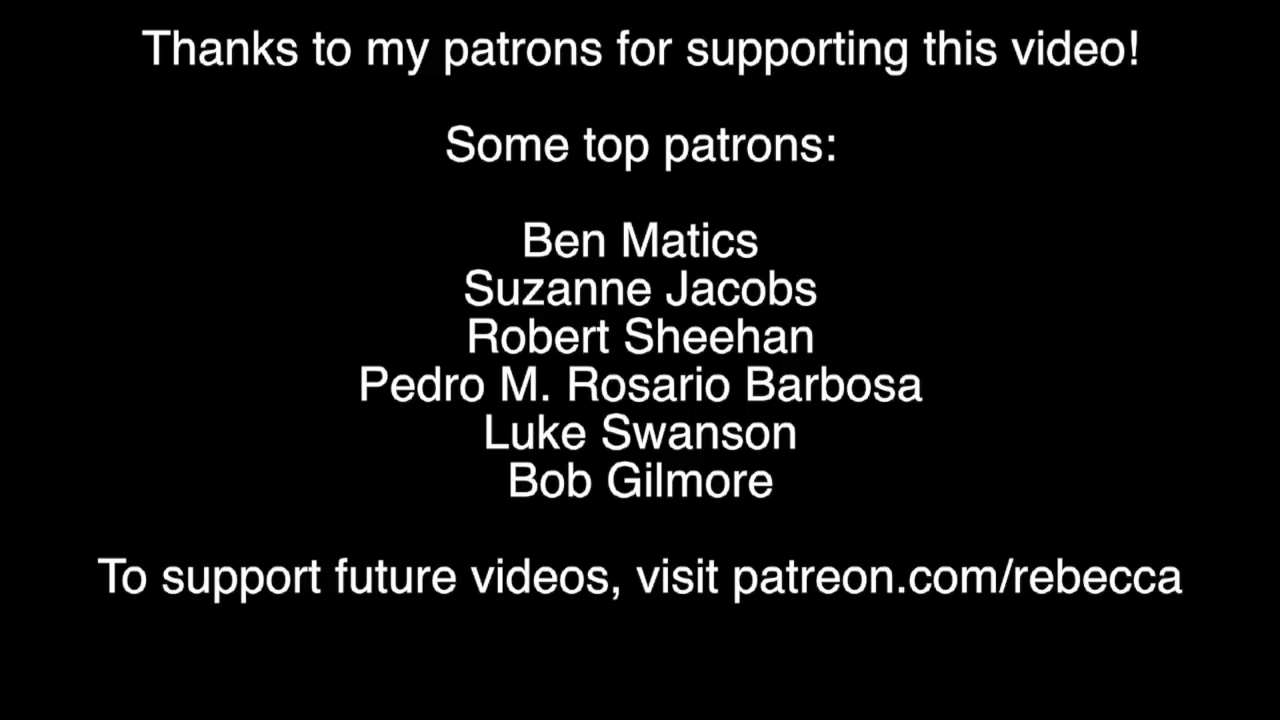 Thanks to my patrons for supporting this video!
Some top patrons:
Ben Matics
Suzanne Jacobs
Robert Sheehan
Pedro M. Rosario Barbosa
Luke Swanson
Bob Gilmore
To support future videos, visit patreon.com/rebecca